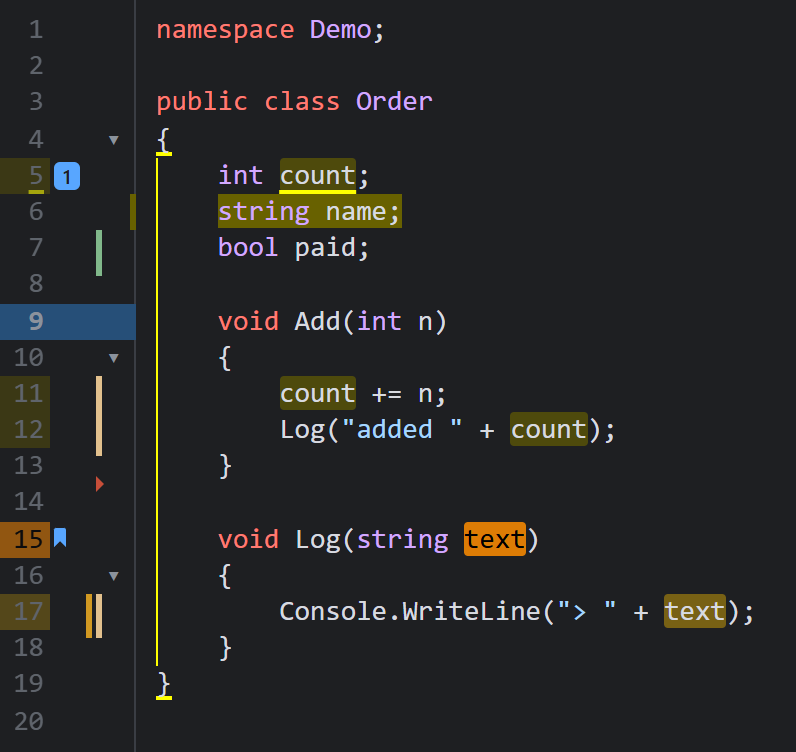 1 namespace Demo;
2
3 public class Order
4 {
5 1 int count;
6 string name;
7 bool paid;
8
9 void Add(int n)
10 {
11 count += n;
12 Log("added " + count);
13 }
14
15 void Log(string text)
16 {
17 Console.WriteLine("> " + text);
18 }
19 }
20